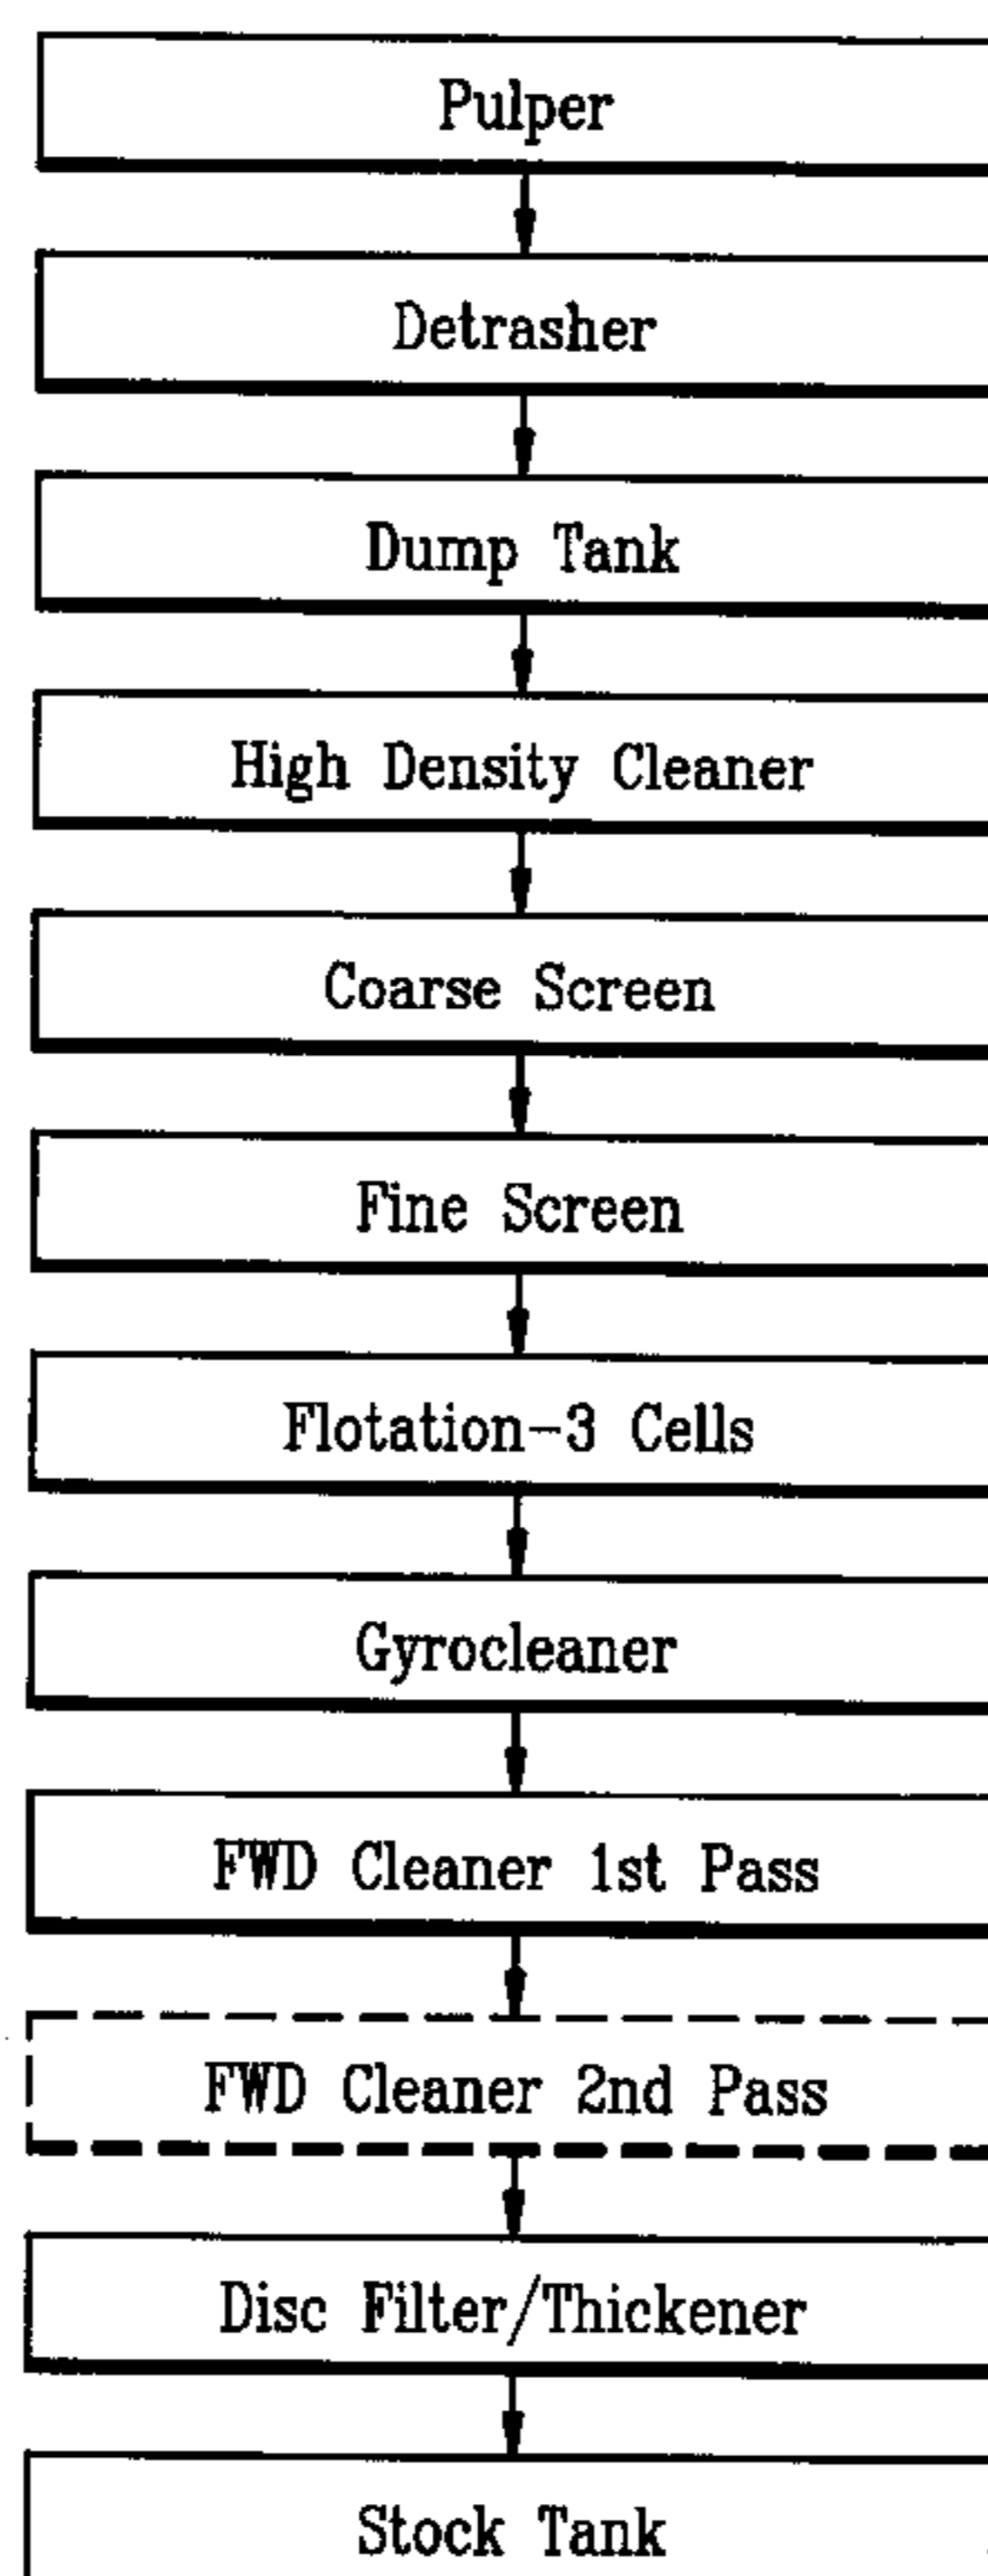 Pulper
Detrasher
Dump Tank
High Density Cleaner
Coarse Screen
Fine Screen
Flotation-3 Cells
Gyrocleaner
FWD Cleaner 1st Pass
FWD Cleaner 2nd Pass
Disc Filter/Thickener
Stock Tank